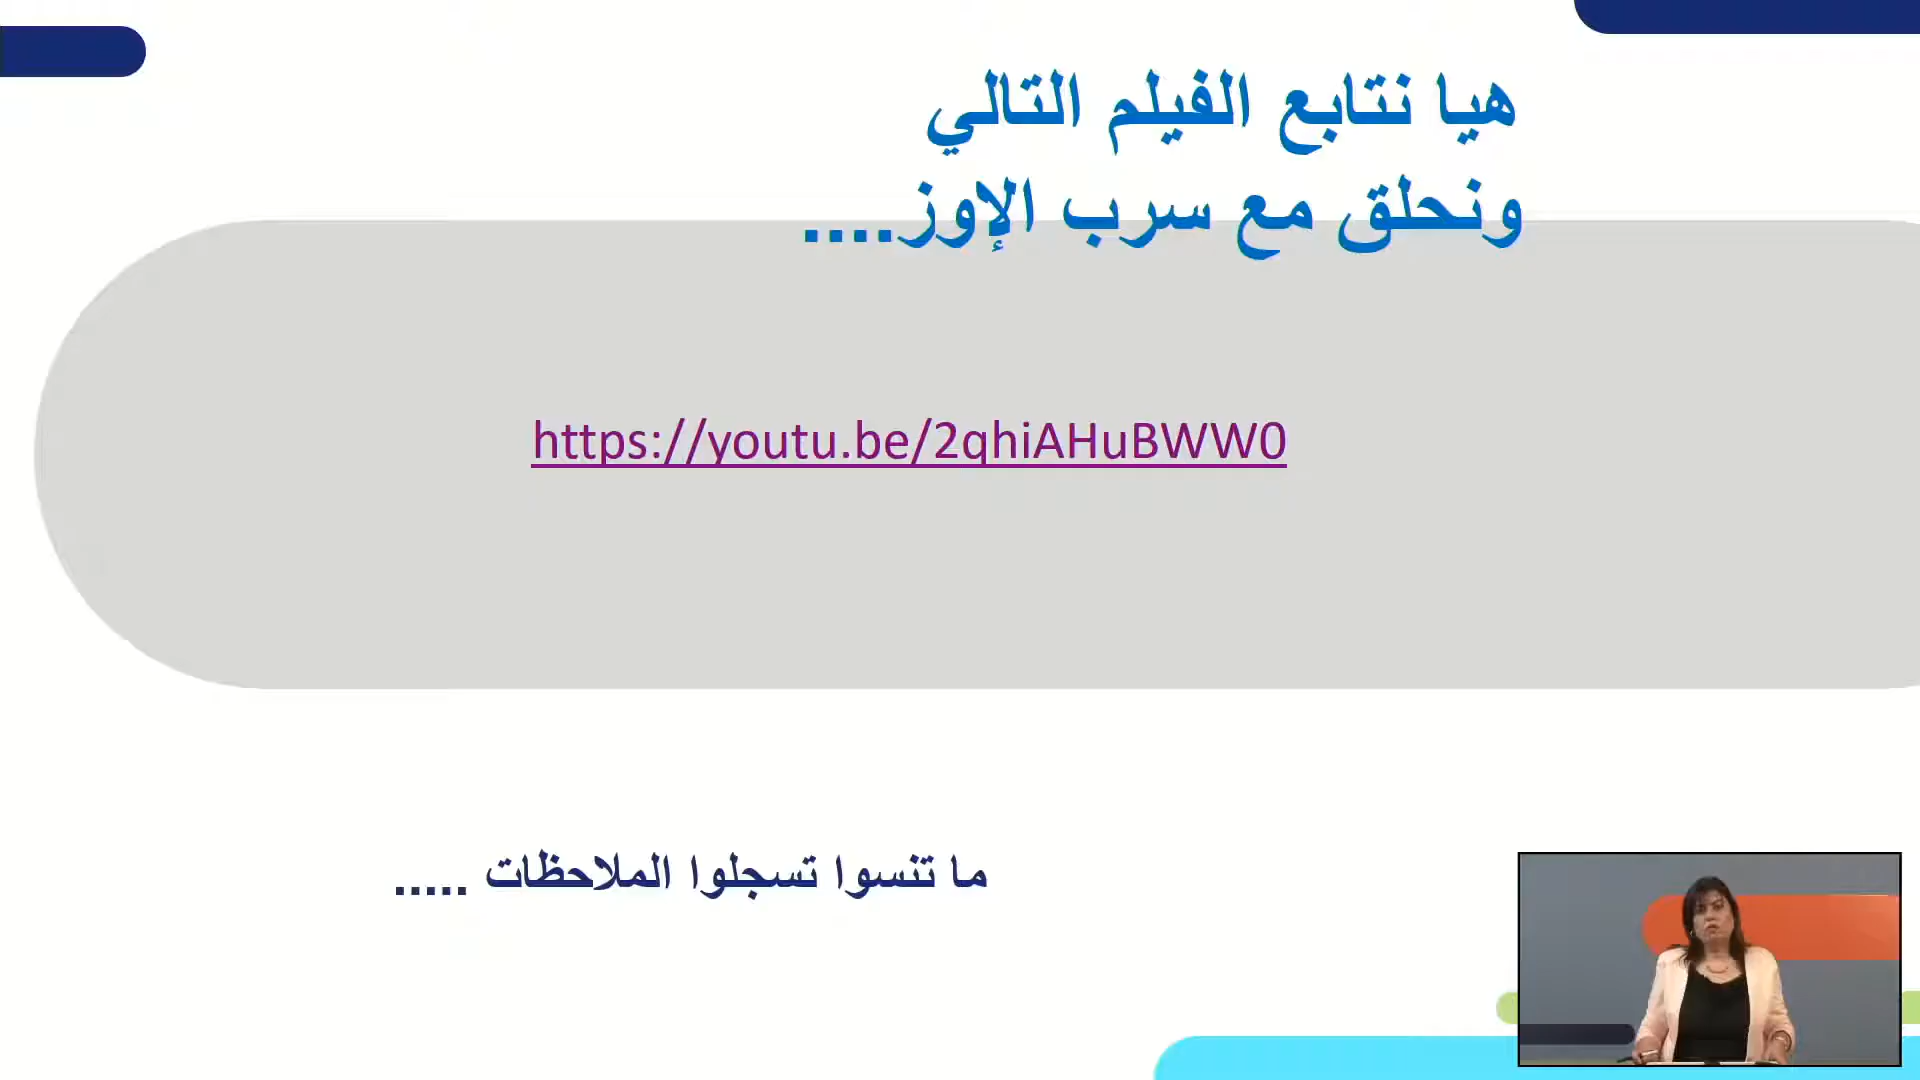 هيا نتابع الفيلم التالي
ونحلق مع سرب الإوز....
https://youtu.be/2qhiAHuBWW0
ما تنسوا تسجلوا الملاحظات .....